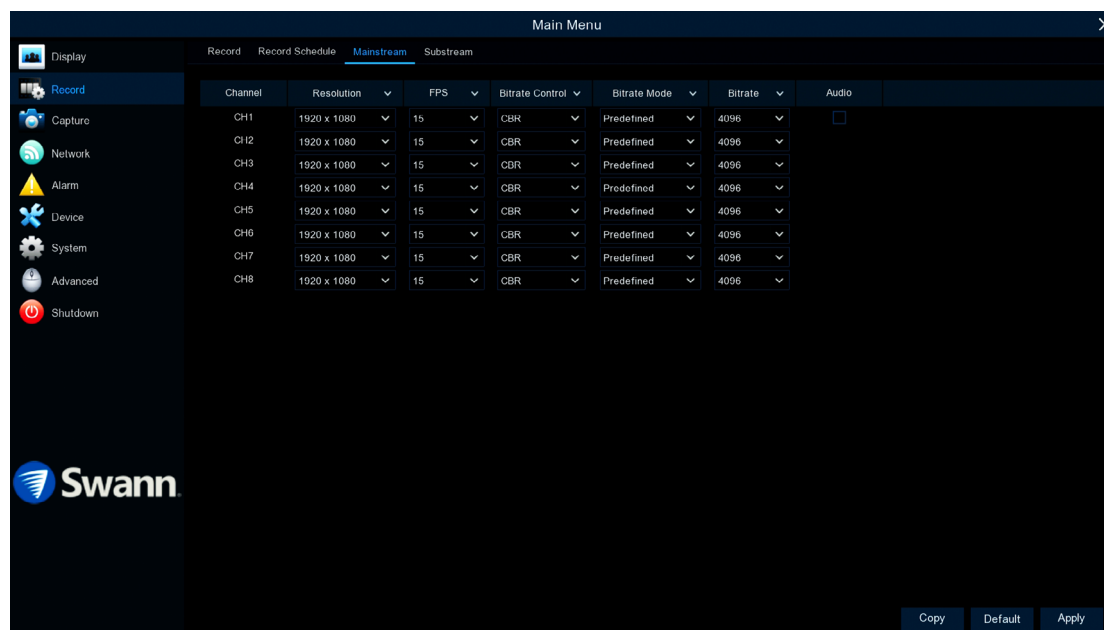 Main Menu
Display
Record
Capture
Network
Alarm
Device
System
Advanced
Shutdown
Swann.
Record Record Schedule Mainstream Substream
Channel Resolution FPS Bitrate Control Bitrate Mode Bitrate Audio
CH1 1920 x 1080 15 CBR Predefined 4096
CH2 1920 x 1080 15 CBR Predefined 4096
CH3 1920 x 1080 15 CBR Predefined 4096
CH4 1920 x 1080 15 CBR Predefined 4096
CH5 1920 x 1080 15 CBR Predefined 4096
CH6 1920 x 1080 15 CBR Predefined 4096
CH7 1920 x 1080 15 CBR Predefined 4096
CH8 1920 x 1080 15 CBR Predefined 4096
Copy Default Apply